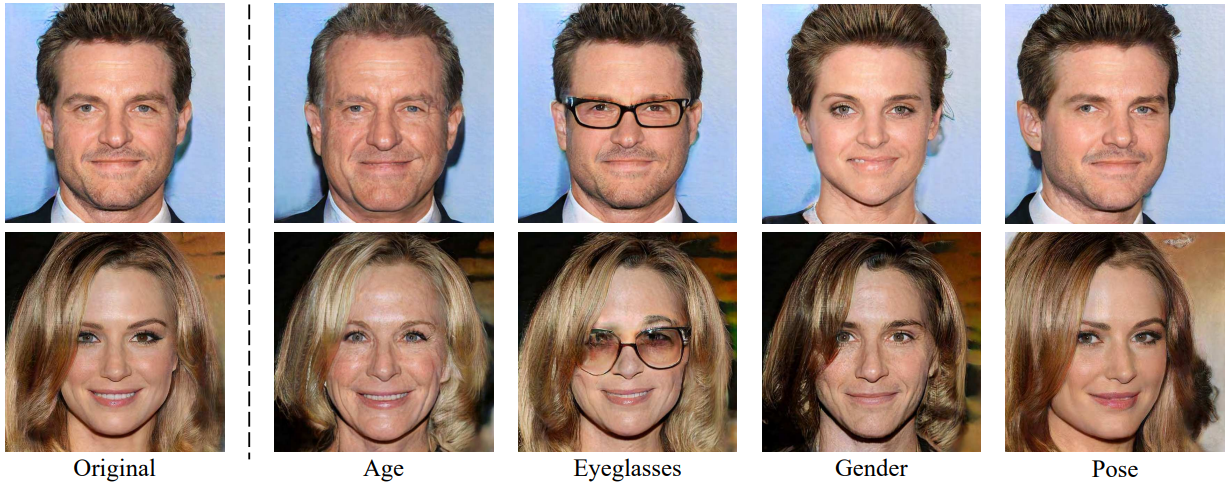 Original
Age
Eyeglasses
Gender
Pose